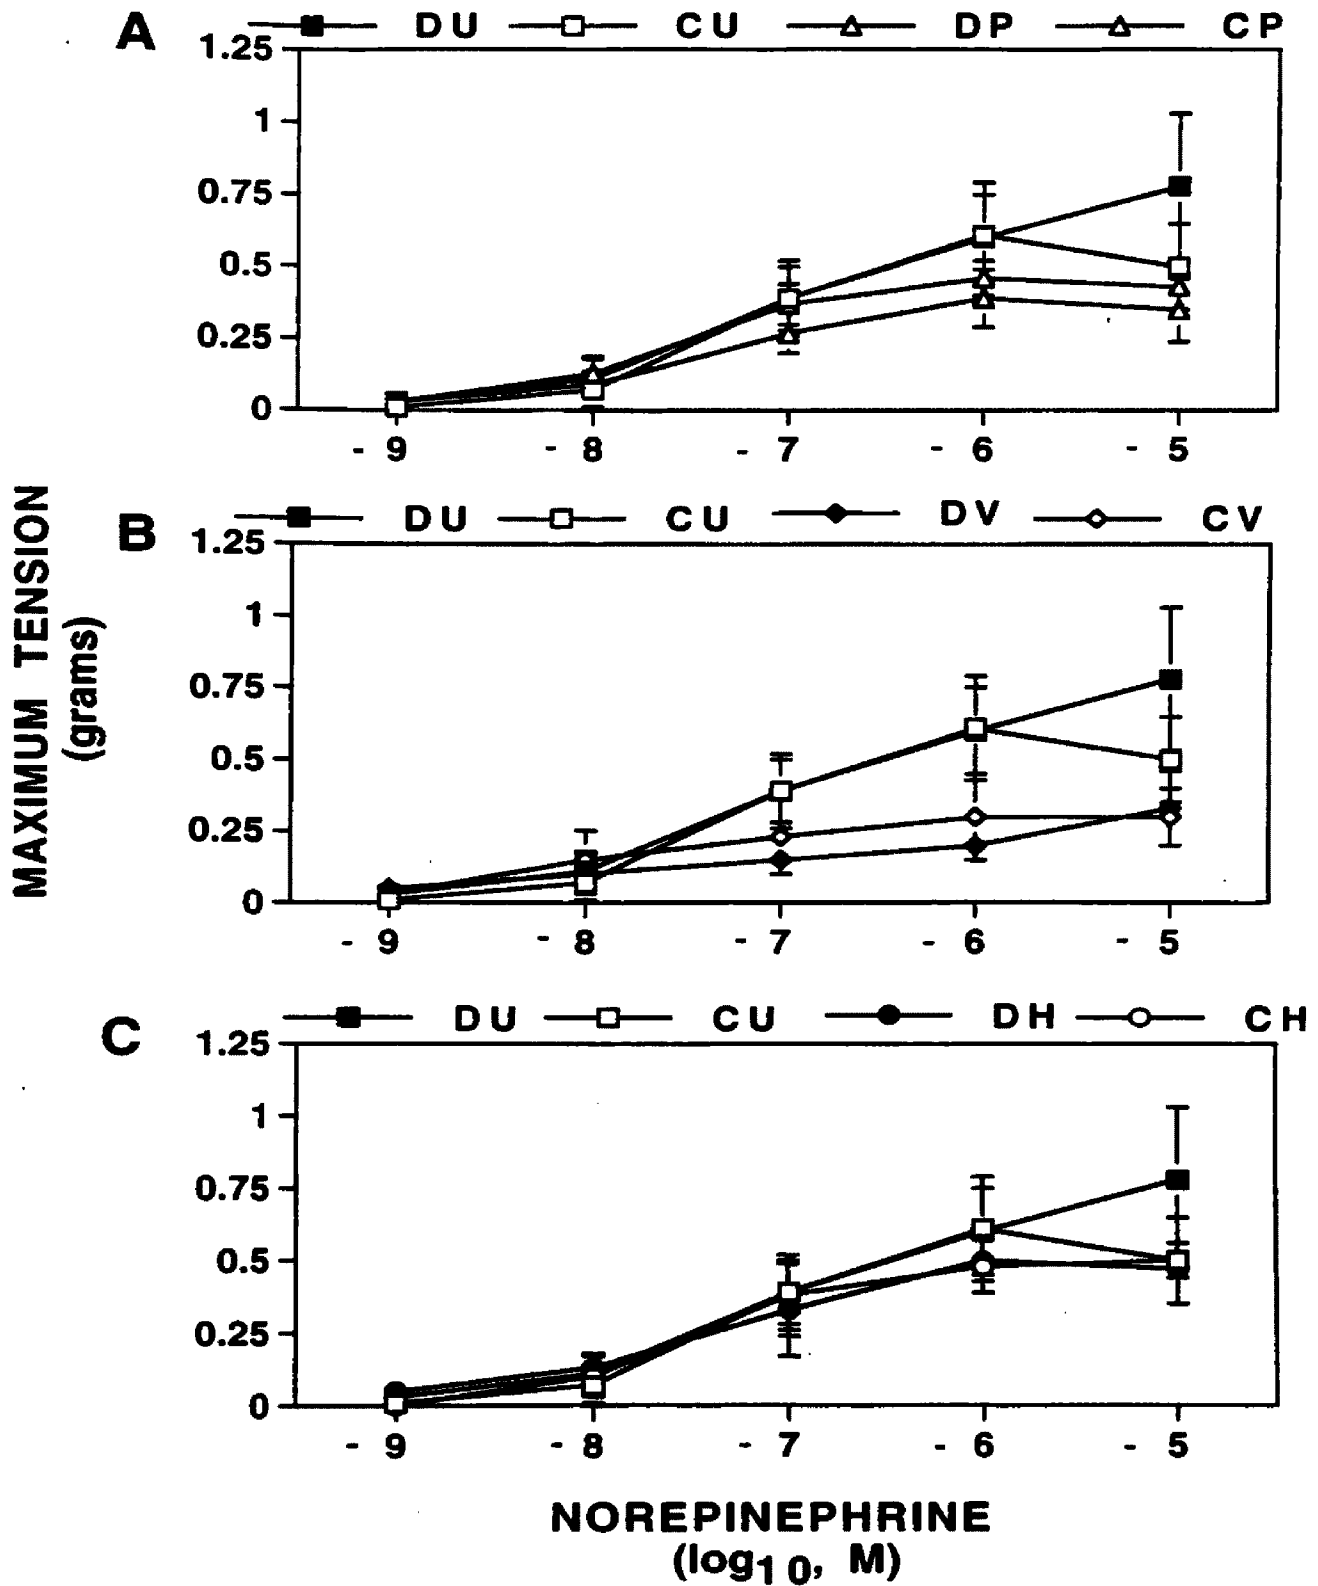 A DU CU DP CP
1.25
1
0.75
0.5
0.25
0
- 9 - 8 - 7 - 6 - 5
MAXIMUM TENSION
(grams)
B DU CU DV CV
1.25
1
0.75
0.5
0.25
0
- 9 - 8 - 7 - 6 - 5
C DU CU DH CH
1.25
1
0.75
0.5
0.25
0
- 9 - 8 - 7 - 6 - 5
NOREPINEPHRINE
(log10, M)